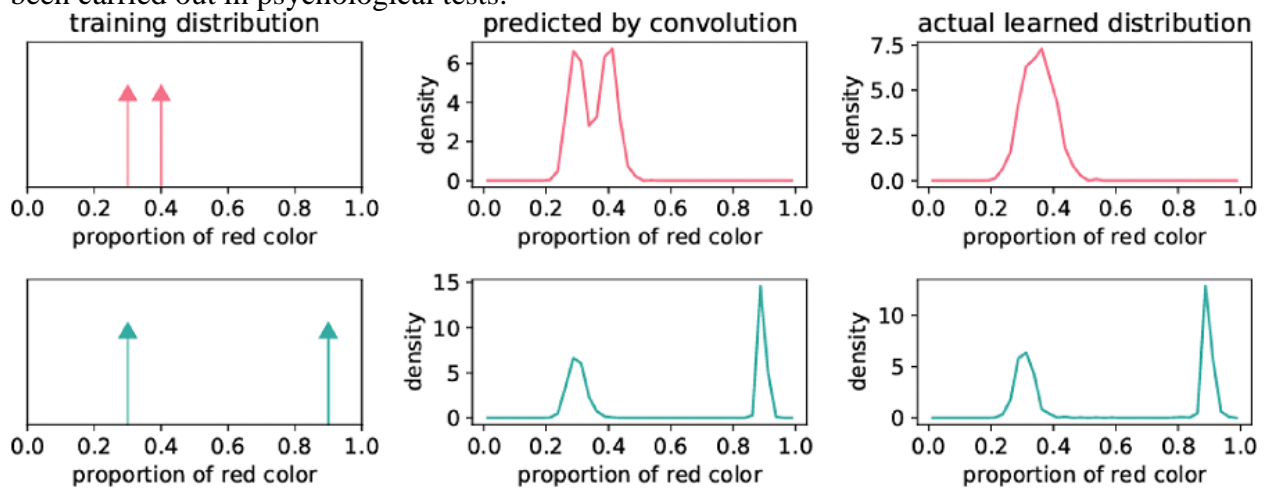 been carried out in psychological tests.
training distribution predicted by convolution actual learned distribution
0.0 0.2 0.4 0.6 0.8 1.0
proportion of red color
density
6
4
2
0
0.0 0.2 0.4 0.6 0.8 1.0
proportion of red color
density
7.5
5.0
2.5
0.0
0.0 0.2 0.4 0.6 0.8 1.0
proportion of red color
0.0 0.2 0.4 0.6 0.8 1.0
proportion of red color
density
15
10
5
0
0.0 0.2 0.4 0.6 0.8 1.0
proportion of red color
density
10
5
0
0.0 0.2 0.4 0.6 0.8 1.0
proportion of red color